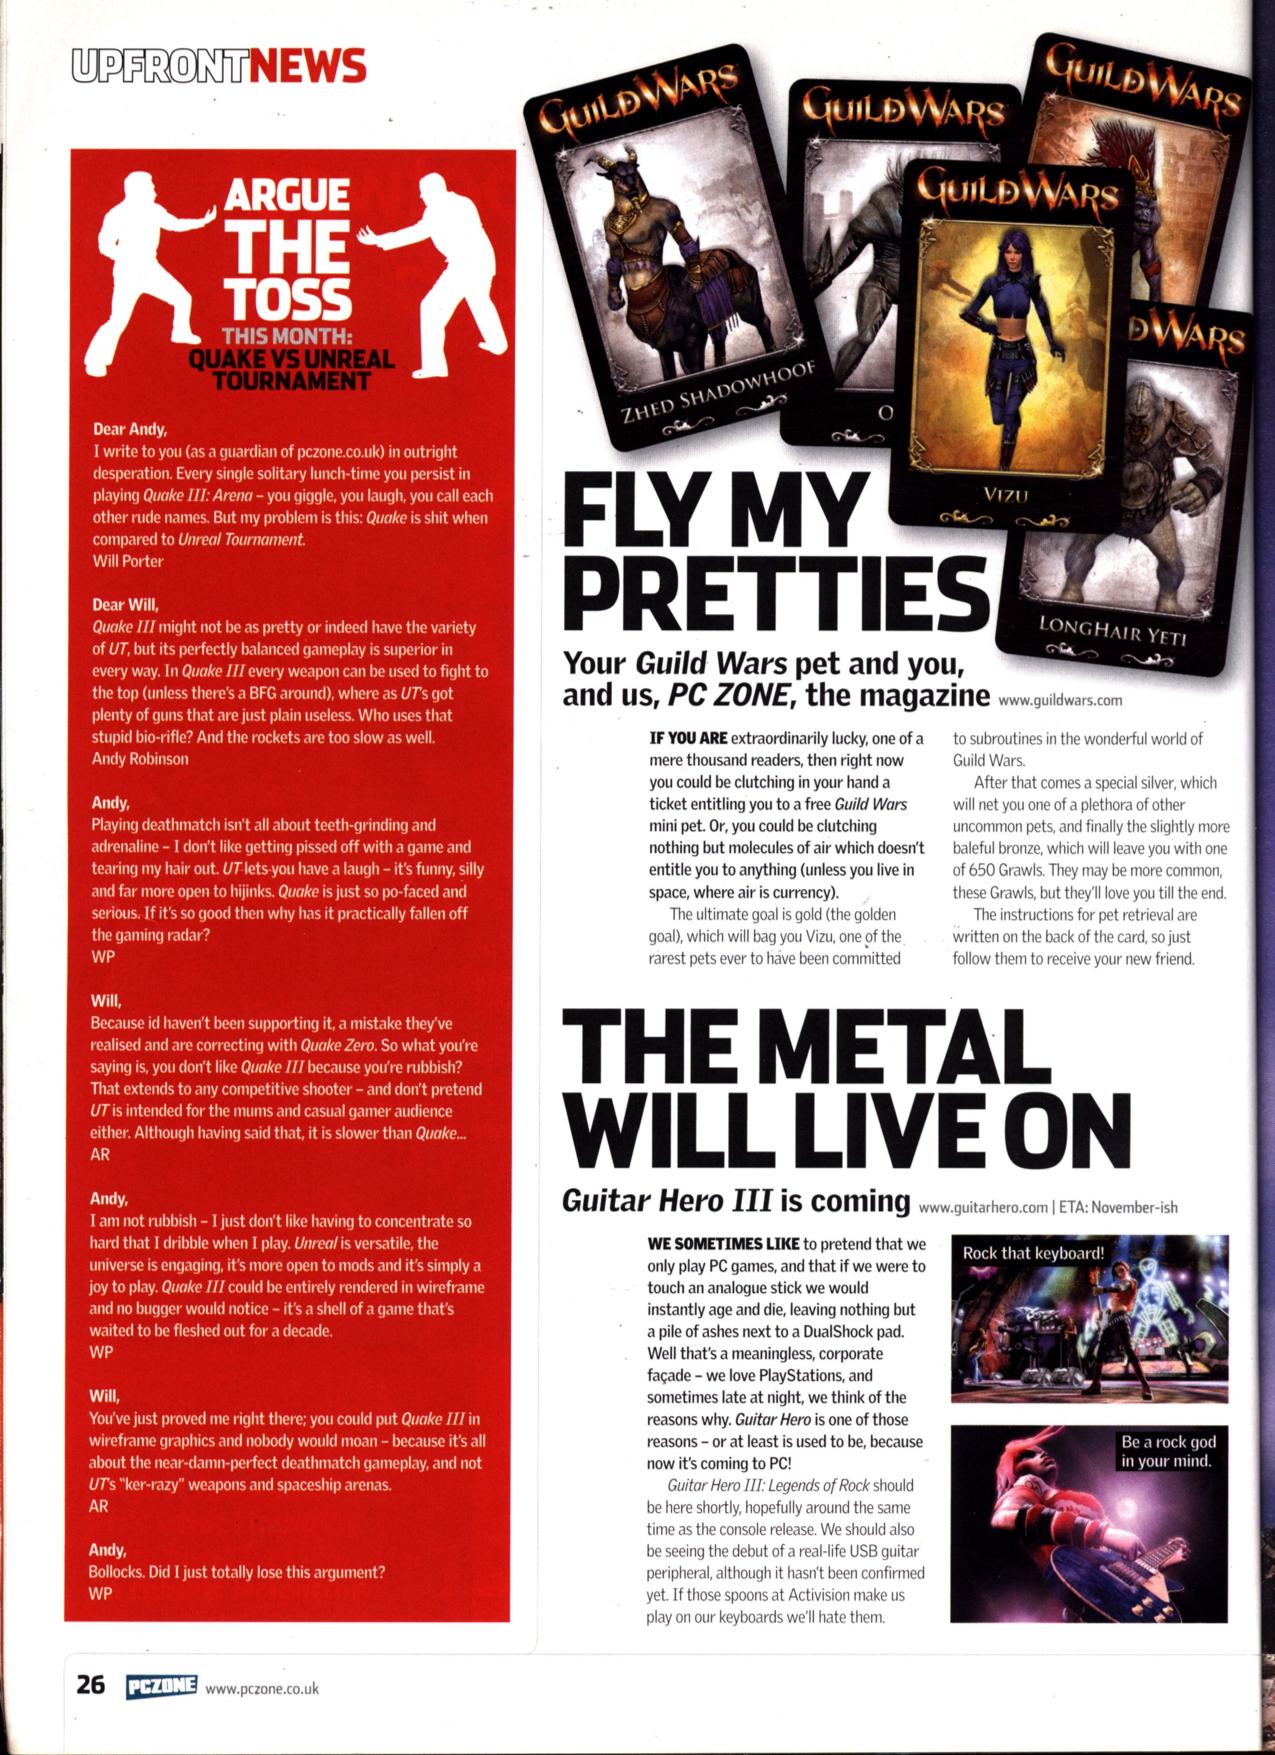 UPFRONTNEWS
ARGUE
THE
TOSS
THIS MONTH:
QUAKE VS UNREAL
TOURNAMENT
Dear Andy,
I write to you (as a guardian of pczone.co.uk) in outright
desperation. Every single solitary lunch-time you persist in
playing Quake III: Arena – you giggle, you laugh, you call each
other rude names. But my problem is this: Quake is shit when
compared to Unreal Tournament.
Will Porter
Dear Will,
Quake III might not be as pretty or indeed have the variety
of UT, but its perfectly balanced gameplay is superior in
every way. In Quake III every weapon can be used to fight to
the top (unless there's a BFG around), where as UT's got
plenty of guns that are just plain useless. Who uses that
stupid bio-rifle? And the rockets are too slow as well.
Andy Robinson
Andy,
Playing deathmatch isn't all about teeth-grinding and
adrenaline – I don't like getting pissed off with a game and
tearing my hair out. UT lets you have a laugh – it's funny, silly
and far more open to hijinks. Quake is just so po-faced and
serious. If it's so good then why has it practically fallen off
the gaming radar?
WP
Will,
Because id haven't been supporting it, a mistake they've
realised and are correcting with Quake Zero. So what you're
saying is, you don't like Quake III because you're rubbish?
That extends to any competitive shooter – and don't pretend
UT is intended for the mums and casual gamer audience
either. Although having said that, it is slower than Quake...
AR
Andy,
I am not rubbish – I just don't like having to concentrate so
hard that I dribble when I play. Unreal is versatile, the
universe is engaging, it's more open to mods and it's simply a
joy to play. Quake III could be entirely rendered in wireframe
and no bugger would notice – it's a shell of a game that's
waited to be fleshed out for a decade.
WP
Will,
You've just proved me right there; you could put Quake III in
wireframe graphics and nobody would moan – because it's all
about the near-damn-perfect deathmatch gameplay, and not
UT's "ker-razy" weapons and spaceship arenas.
AR
Andy,
Bollocks. Did I just totally lose this argument?
WP
GUILD WARS
ZHED SHADOWHOOF
GUILD WARS
O
GUILD WARS
GUILD WARS
VIZU
D WARS
LONGHAIR YETI
FLY MY
PRETTIES
Your Guild Wars pet and you,
and us, PC ZONE, the magazine www.guildwars.com
IF YOU ARE extraordinarily lucky, one of a
mere thousand readers, then right now
you could be clutching in your hand a
ticket entitling you to a free Guild Wars
mini pet. Or, you could be clutching
nothing but molecules of air which doesn't
entitle you to anything (unless you live in
space, where air is currency).
The ultimate goal is gold (the golden
goal), which will bag you Vizu, one of the
rarest pets ever to have been committed
to subroutines in the wonderful world of
Guild Wars.
After that comes a special silver, which
will net you one of a plethora of other
uncommon pets, and finally the slightly more
baleful bronze, which will leave you with one
of 650 Grawls. They may be more common,
these Grawls, but they'll love you till the end.
The instructions for pet retrieval are
written on the back of the card, so just
follow them to receive your new friend.
THE METAL
WILL LIVE ON
Guitar Hero III is coming www.guitarhero.com | ETA: November-ish
WE SOMETIMES LIKE to pretend that we
only play PC games, and that if we were to
touch an analogue stick we would
instantly age and die, leaving nothing but
a pile of ashes next to a DualShock pad.
Well that's a meaningless, corporate
façade – we love PlayStations, and
sometimes late at night, we think of the
reasons why. Guitar Hero is one of those
reasons – or at least is used to be, because
now it's coming to PC!
Guitar Hero III: Legends of Rock should
be here shortly, hopefully around the same
time as the console release. We should also
be seeing the debut of a real-life USB guitar
peripheral, although it hasn't been confirmed
yet. If those spoons at Activision make us
play on our keyboards we'll hate them.
Rock that keyboard!
Be a rock god
in your mind.
26 PCZONE www.pczone.co.uk